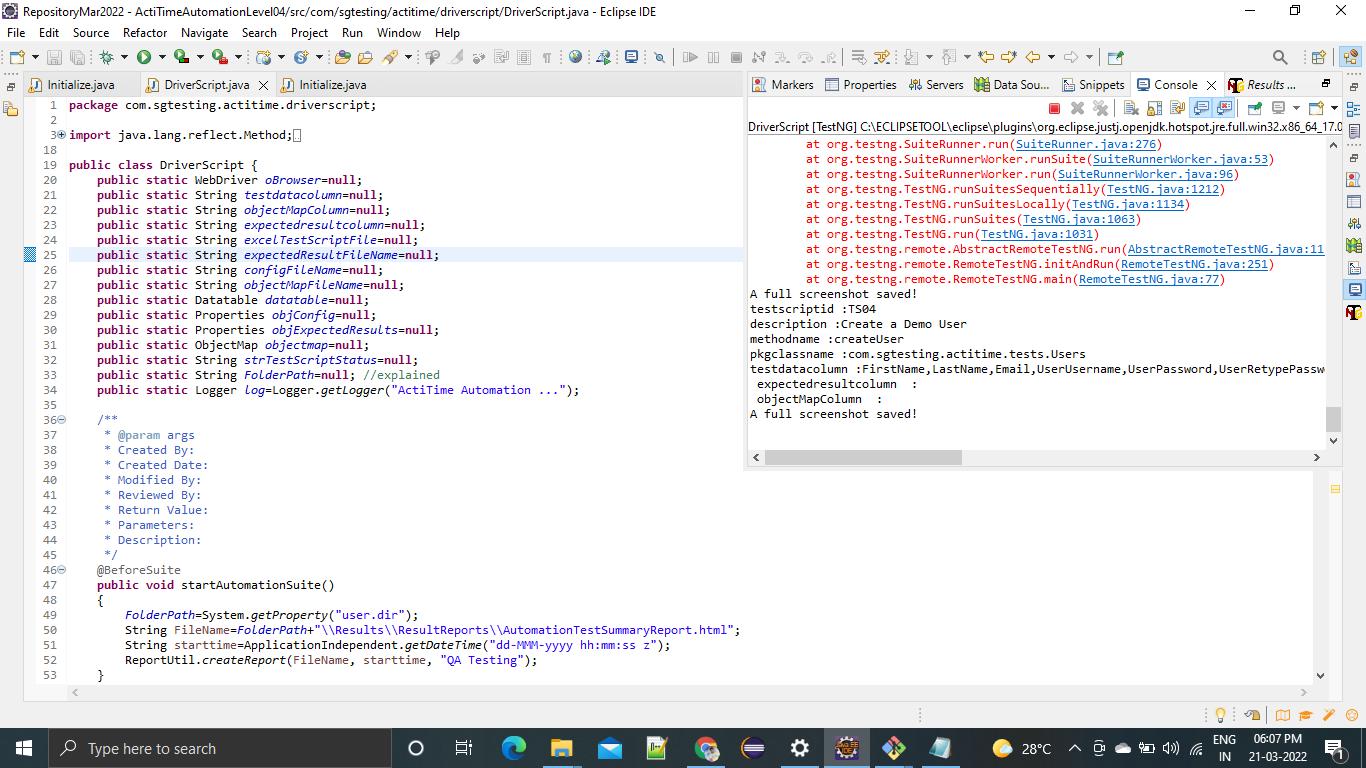 RepositoryMar2022 - ActiTimeAutomationLevel04/src/com/sgtesting/actitime/driverscript/DriverScript.java - Eclipse IDE
File Edit Source Refactor Navigate Search Project Run Window Help
Initialize.java DriverScript.java Initialize.java
1 package com.sgtesting.actitime.driverscript;
2
3 import java.lang.reflect.Method;
18
19 public class DriverScript {
20 public static WebDriver oBrowser=null;
21 public static String testdatacolumn=null;
22 public static String objectMapColumn=null;
23 public static String expectedresultcolumn=null;
24 public static String excelTestScriptFile=null;
25 public static String expectedResultFileName=null;
26 public static String configFileName=null;
27 public static String objectMapFileName=null;
28 public static Datatable datatable=null;
29 public static Properties objConfig=null;
30 public static Properties objExpectedResults=null;
31 public static ObjectMap objectmap=null;
32 public static String strTestScriptStatus=null;
33 public static String FolderPath=null; //explained
34 public static Logger log=Logger.getLogger("ActiTime Automation ...");
35
36 /**
37 * @param args
38 * Created By:
39 * Created Date:
40 * Modified By:
41 * Reviewed By:
42 * Return Value:
43 * Parameters:
44 * Description:
45 */
46 @BeforeSuite
47 public void startAutomationSuite()
48 {
49 FolderPath=System.getProperty("user.dir");
50 String FileName=FolderPath+"\\Results\\ResultReports\\AutomationTestSummaryReport.html";
51 String starttime=ApplicationIndependent.getDateTime("dd-MMM-yyyy hh:mm:ss z");
52 ReportUtil.createReport(FileName, starttime, "QA Testing");
53 }
Markers Properties Servers Data Sou... Snippets Console Results ...
DriverScript [TestNG] C:\ECLIPSETOOL\eclipse\plugins\org.eclipse.justj.openjdk.hotspot.jre.full.win32.x86_64_17.0
at org.testng.SuiteRunner.run(SuiteRunner.java:276)
at org.testng.SuiteRunnerWorker.runSuite(SuiteRunnerWorker.java:53)
at org.testng.SuiteRunnerWorker.run(SuiteRunnerWorker.java:96)
at org.testng.TestNG.runSuitesSequentially(TestNG.java:1212)
at org.testng.TestNG.runSuitesLocally(TestNG.java:1134)
at org.testng.TestNG.runSuites(TestNG.java:1063)
at org.testng.TestNG.run(TestNG.java:1031)
at org.testng.remote.AbstractRemoteTestNG.run(AbstractRemoteTestNG.java:11
at org.testng.remote.RemoteTestNG.initAndRun(RemoteTestNG.java:251)
at org.testng.remote.RemoteTestNG.main(RemoteTestNG.java:77)
A full screenshot saved!
testscriptid :TS04
description :Create a Demo User
methodname :createUser
pkgclassname :com.sgtesting.actitime.tests.Users
testdatacolumn :FirstName,LastName,Email,UserUsername,UserPassword,UserRetypePassw
expectedresultcolumn :
objectMapColumn :
A full screenshot saved!
Type here to search
28°C
ENG
IN
06:07 PM
21-03-2022
1